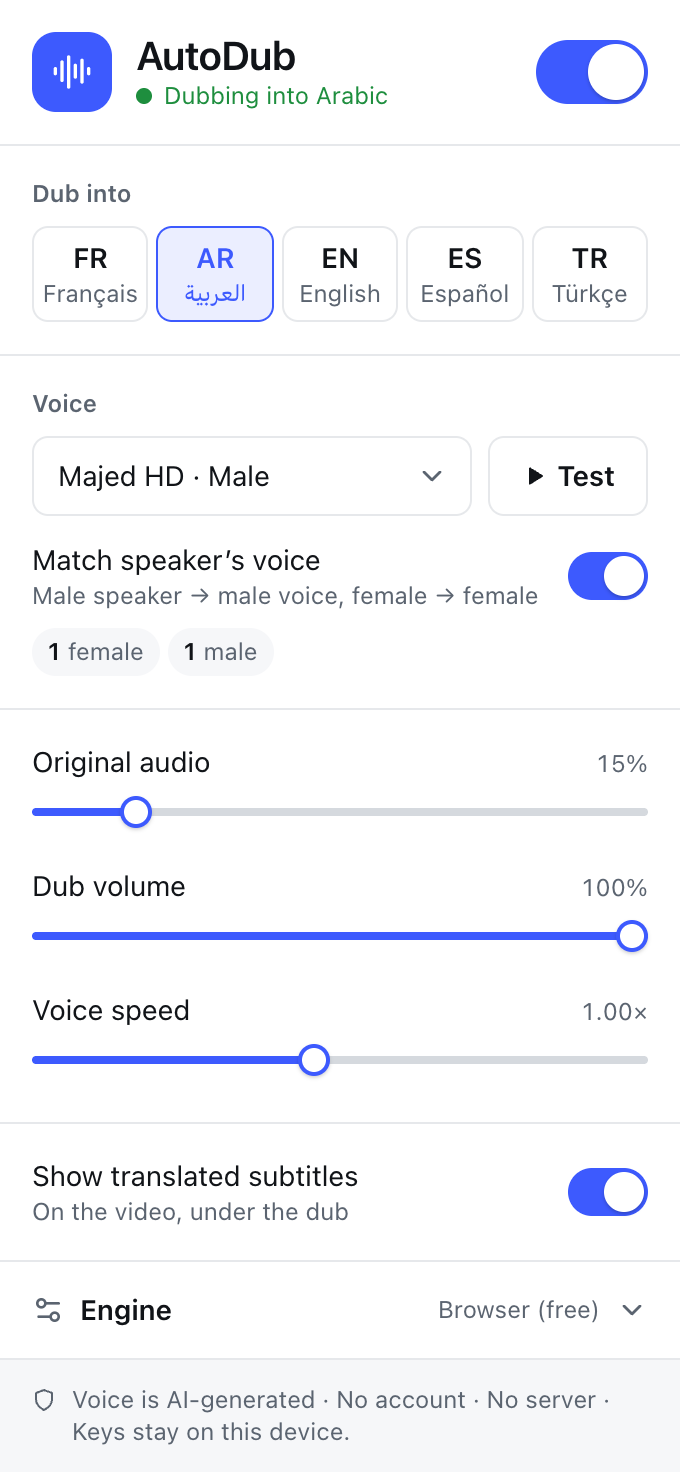 AutoDub
Dubbing into Arabic
Dub into
FR
Français
AR
العربية
EN
English
ES
Español
TR
Türkçe
Voice
Majed HD · Male
Test
Match speaker’s voice
Male speaker → male voice, female → female
1 female
1 male
Original audio
15%
Dub volume
100%
Voice speed
1.00×
Show translated subtitles
On the video, under the dub
Engine
Browser (free)
Voice is AI-generated · No account · No server ·
Keys stay on this device.